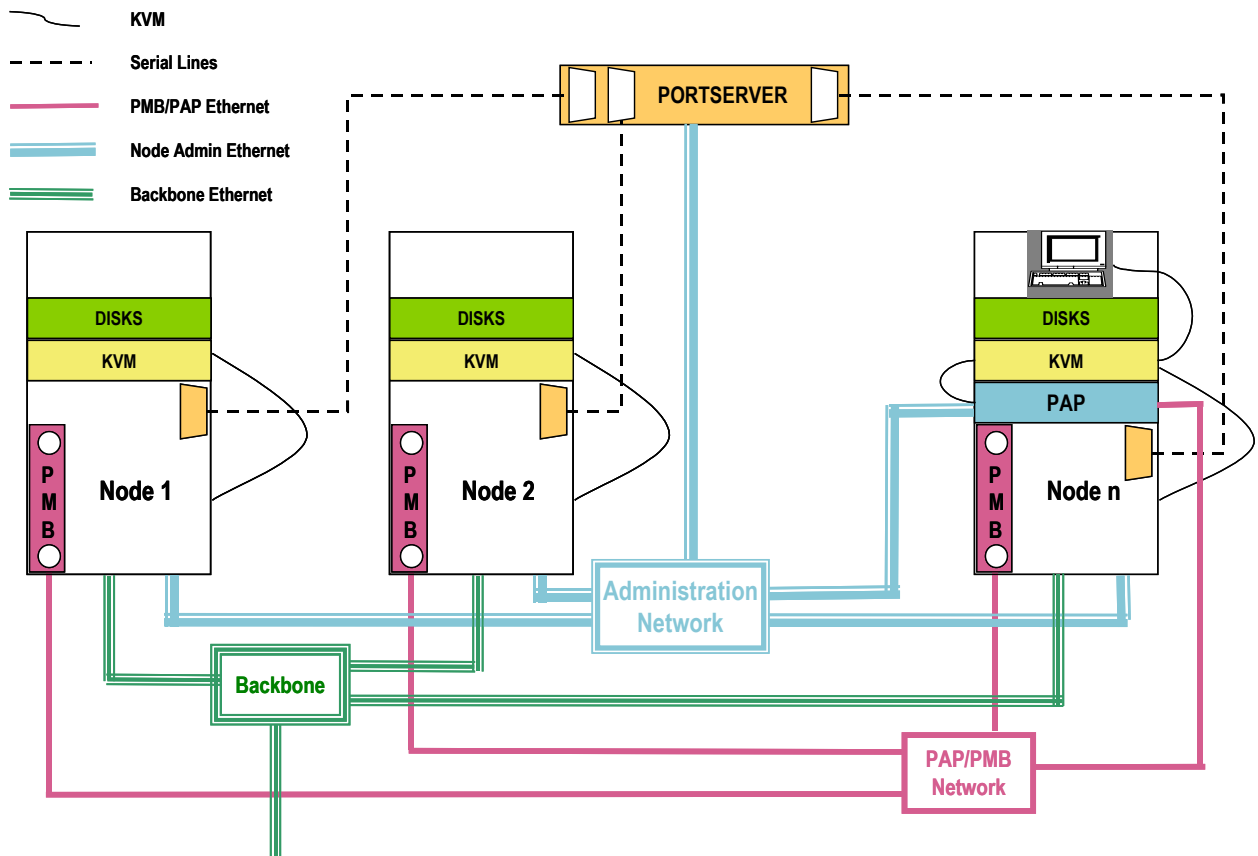 KVM
Serial Lines
PMB/PAP Ethernet
Node Admin Ethernet
Backbone Ethernet
PORTSERVER
DISKS
KVM
P
M
B
Node 1
DISKS
KVM
P
M
B
Node 2
DISKS
KVM
PAP
P
M
B
Node n
Administration
Network
Backbone
PAP/PMB
Network